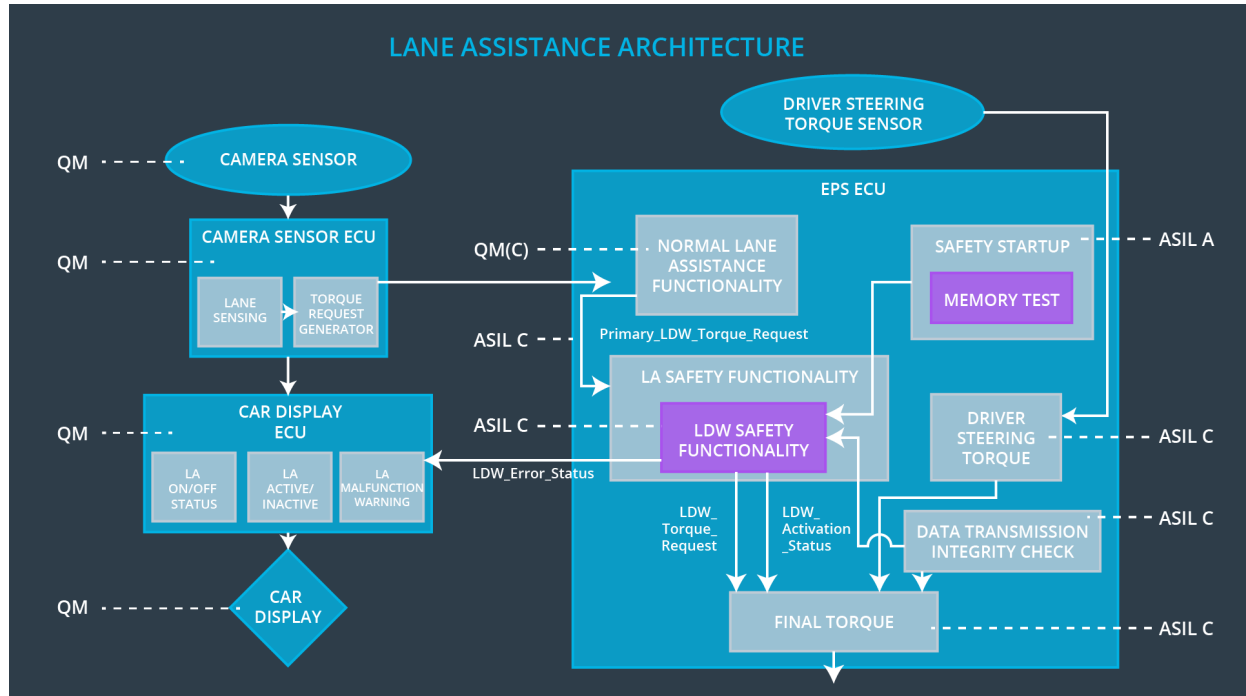 LANE ASSISTANCE ARCHITECTURE
DRIVER STEERING
TORQUE SENSOR
QM
CAMERA SENSOR
EPS ECU
CAMERA SENSOR ECU
QM
LANE
SENSING
TORQUE
REQUEST
GENERATOR
QM(C)
NORMAL LANE
ASSISTANCE
FUNCTIONALITY
SAFETY STARTUP
MEMORY TEST
ASIL A
ASIL C
Primary_LDW_Torque_Request
LA SAFETY FUNCTIONALITY
ASIL C
LDW SAFETY
FUNCTIONALITY
DRIVER
STEERING
TORQUE
ASIL C
QM
CAR DISPLAY
ECU
LA
ON/OFF
STATUS
LA
ACTIVE/
INACTIVE
LA
MALFUNCTION
WARNING
LDW_Error_Status
LDW_
Torque_
Request
LDW_
Activation
_Status
DATA TRANSMISSION
INTEGRITY CHECK
ASIL C
QM
CAR
DISPLAY
FINAL TORQUE
ASIL C